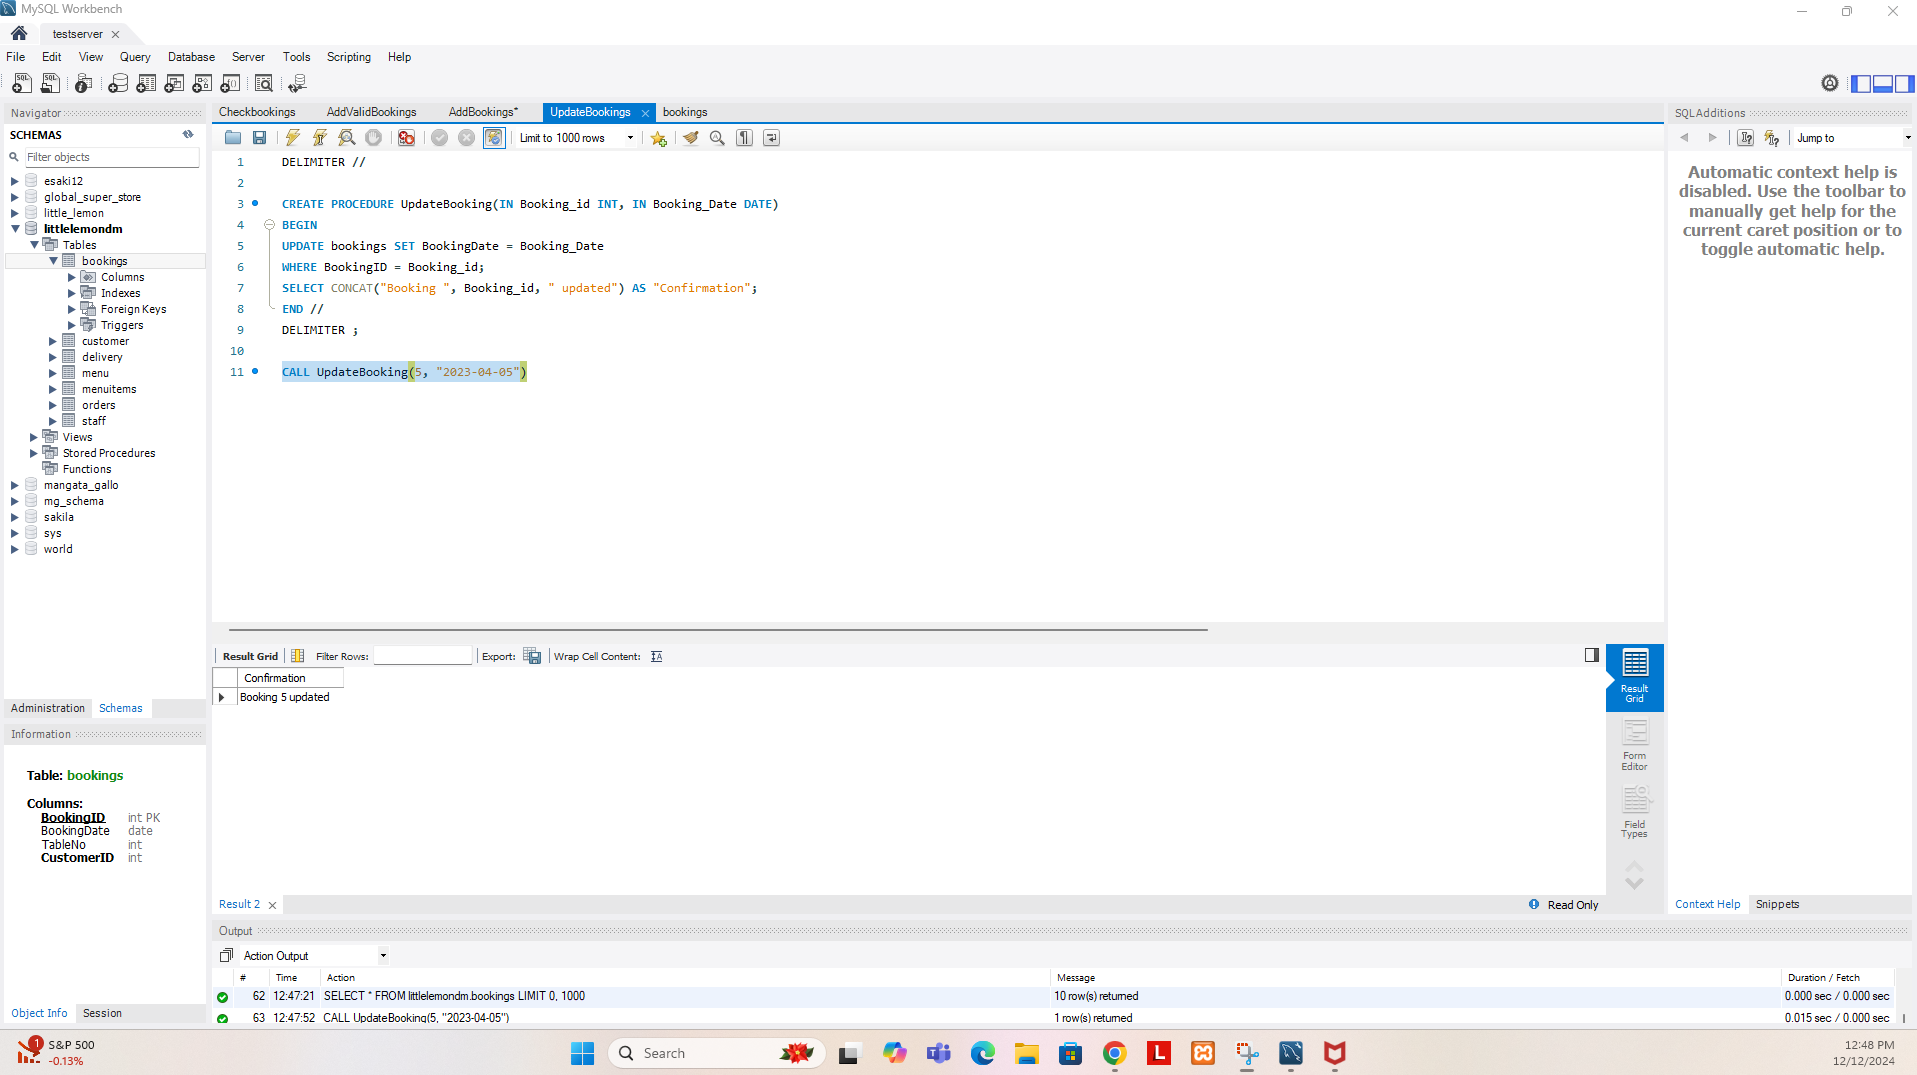 MySQL Workbench
testserver
File Edit View Query Database Server Tools Scripting Help
Navigator
SCHEMAS
Filter objects
esaki12
global_super_store
little_lemon
littlelemondm
Tables
bookings
Columns
Indexes
Foreign Keys
Triggers
customer
delivery
menu
menuitems
orders
staff
Views
Stored Procedures
Functions
mangata_gallo
mg_schema
sakila
sys
world
Administration Schemas
Information
Table: bookings
Columns:
BookingID int PK
BookingDate date
TableNo int
CustomerID int
Object Info Session
Checkbookings AddValidBookings AddBookings* UpdateBookings bookings
Limit to 1000 rows
1 DELIMITER //
2
3 CREATE PROCEDURE UpdateBooking(IN Booking_id INT, IN Booking_Date DATE)
4 BEGIN
5 UPDATE bookings SET BookingDate = Booking_Date
6 WHERE BookingID = Booking_id;
7 SELECT CONCAT("Booking ", Booking_id, " updated") AS "Confirmation";
8 END //
9 DELIMITER ;
10
11 CALL UpdateBooking(5, "2023-04-05")
Result Grid Filter Rows: Export: Wrap Cell Content:
Confirmation
Booking 5 updated
Result Grid
Form Editor
Field Types
Result 2
Read Only
SQLAdditions
Jump to
Automatic context help is
disabled. Use the toolbar to
manually get help for the
current caret position or to
toggle automatic help.
Context Help Snippets
Output
Action Output
# Time Action Message Duration / Fetch
62 12:47:21 SELECT * FROM littlelemondm.bookings LIMIT 0, 1000 10 row(s) returned 0.000 sec / 0.000 sec
63 12:47:52 CALL UpdateBooking(5, "2023-04-05") 1 row(s) returned 0.015 sec / 0.000 sec
1
S&P 500
-0.13%
Search
12:48 PM
12/12/2024